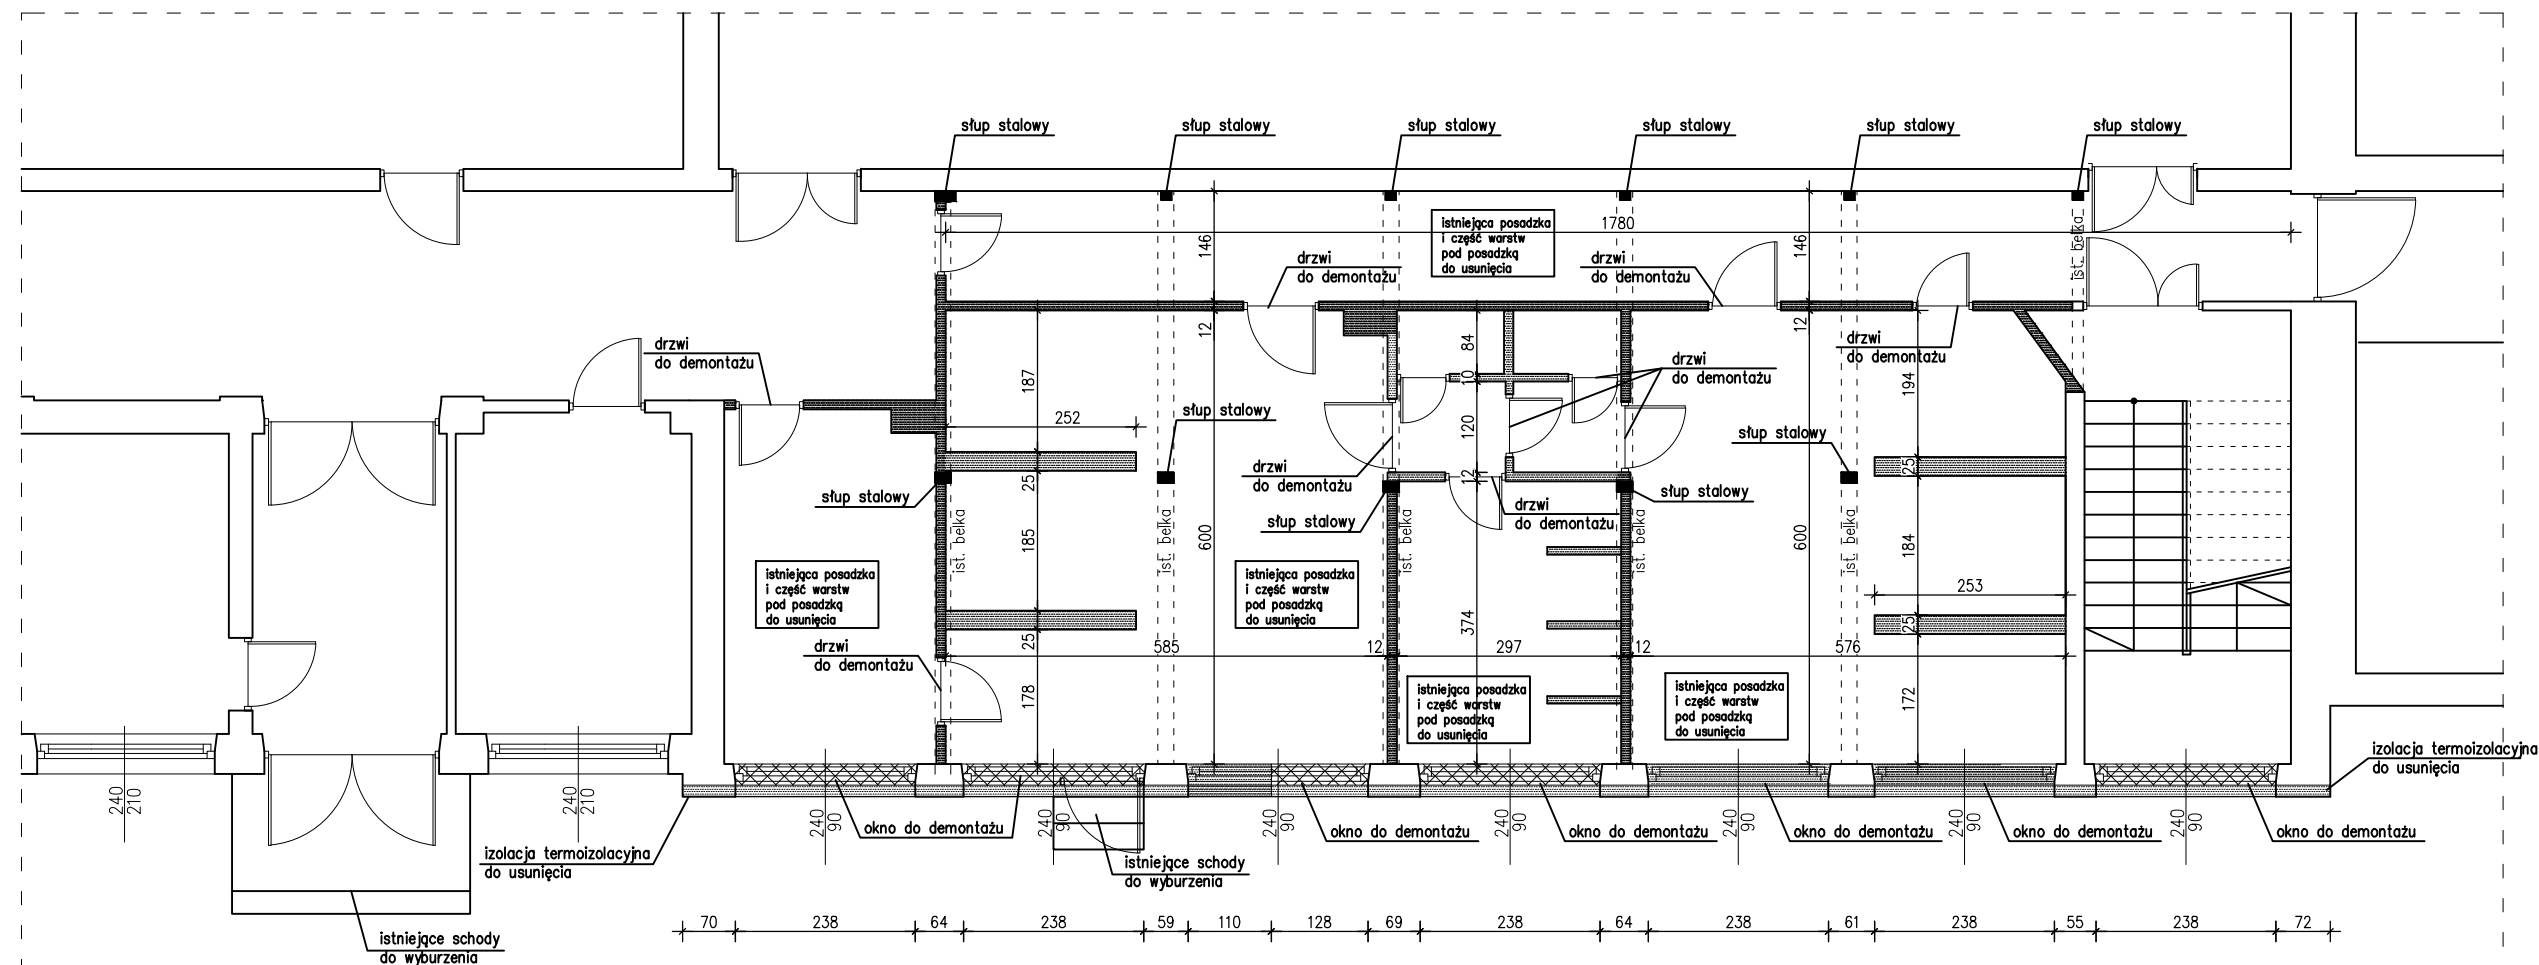 słup stalowy
słup stalowy
słup stalowy
słup stalowy
słup stalowy
słup stalowy
istniejąca posadzka
i część warstw
pod posadzką
do usunięcia
1780
146
146
ist. belka
drzwi
do demontażu
drzwi
do demontażu
12
12
drzwi
do demontażu
drzwi
do demontażu
drzwi
do demontażu
187
84
10
194
252
słup stalowy
120
słup stalowy
drzwi
do demontażu
12
25
25
słup stalowy
słup stalowy
słup stalowy
drzwi
do demontażu
ist. belka
ist. belka
ist. belka
ist. belka
ist. belka
185
600
600
184
istniejąca posadzka
i część warstw
pod posadzką
do usunięcia
istniejąca posadzka
i część warstw
pod posadzką
do usunięcia
253
374
25
25
drzwi
do demontażu
585
12
297
12
576
178
172
istniejąca posadzka
i część warstw
pod posadzką
do usunięcia
istniejąca posadzka
i część warstw
pod posadzką
do usunięcia
izolacja termoizolacyjna
do usunięcia
240
210
240
210
240
90
240
90
240
90
240
90
240
90
240
90
240
90
okno do demontażu
okno do demontażu
okno do demontażu
okno do demontażu
okno do demontażu
okno do demontażu
izolacja termoizolacyjna
do usunięcia
istniejące schody
do wyburzenia
70
238
64
238
59
110
128
69
238
64
238
61
238
55
238
72
istniejące schody
do wyburzenia